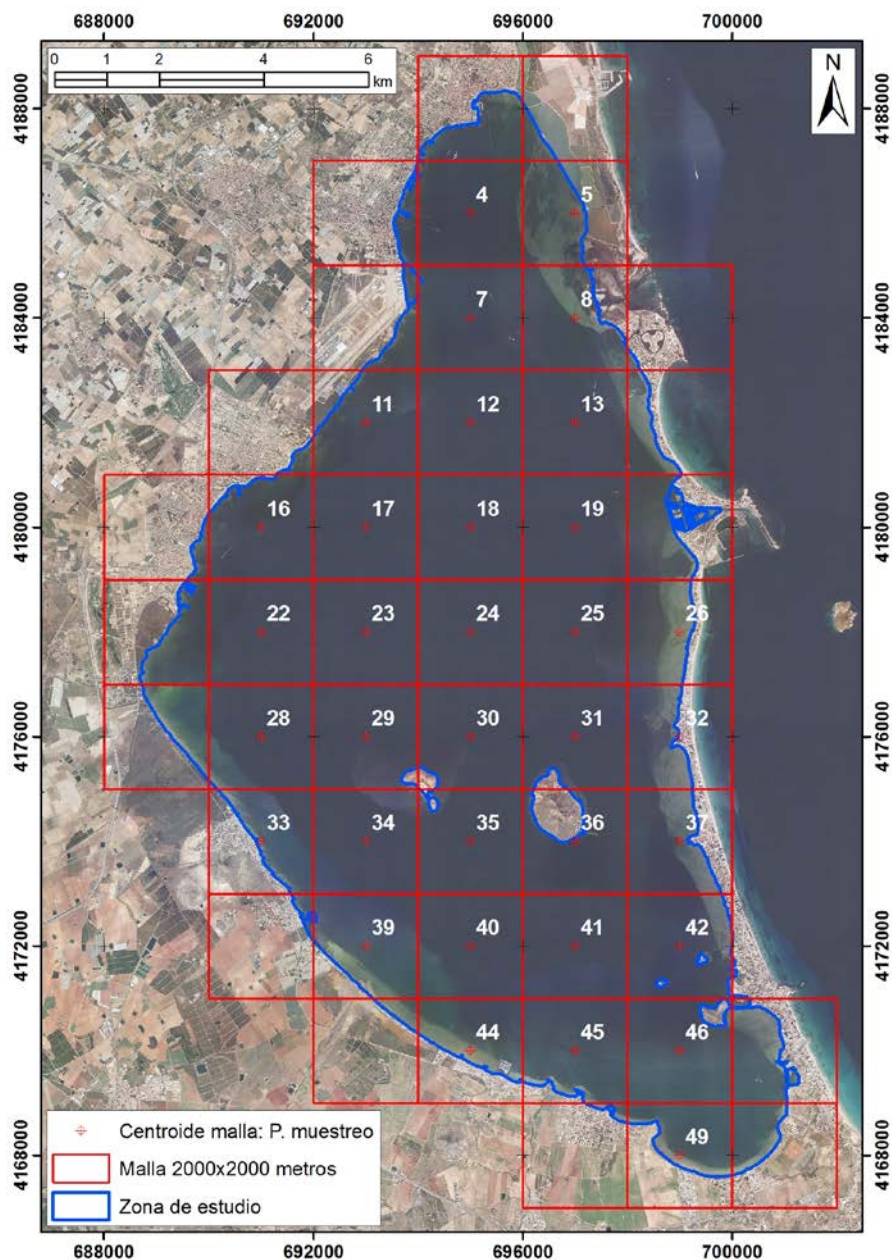 688000 692000 696000 700000
0 1 2 4 6
km
N
4188000 4188000
4 5
4184000 7 8 4184000
11 12 13
16 17 18 19
4180000 4180000
22 23 24 25 26
28 29 30 31 32
4176000 4176000
33 34 35 36 37
39 40 41 42
4172000 4172000
44 45 46
49
4168000 4168000
Centroide malla: P. muestreo
Malla 2000x2000 metros
Zona de estudio
688000 692000 696000 700000